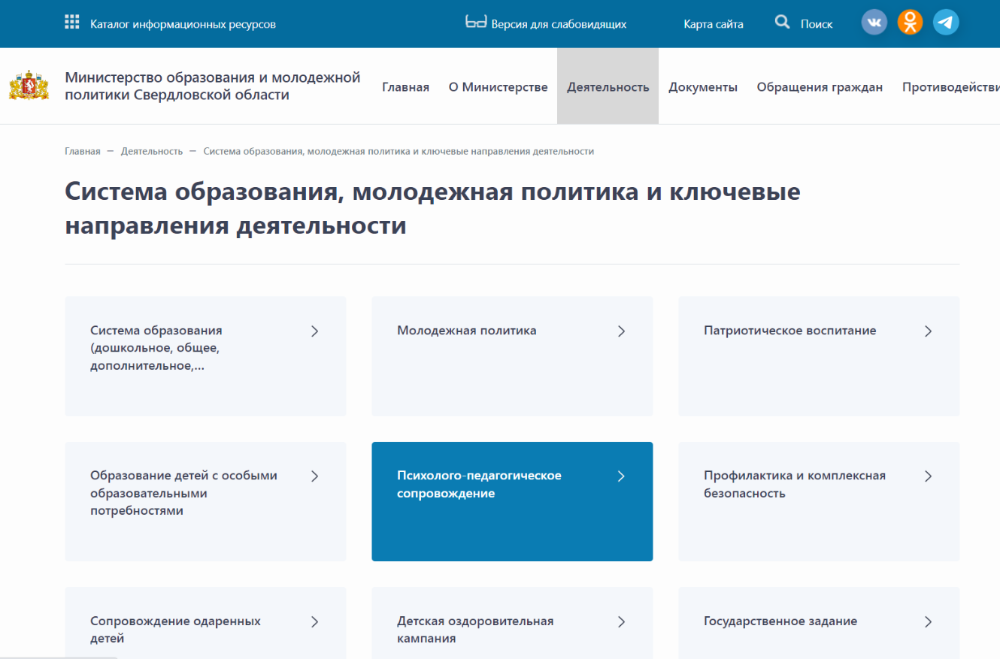 Каталог информационных ресурсов
Версия для слабовидящих
Карта сайта
Поиск
Министерство образования и молодежной
политики Свердловской области
Главная
О Министерстве
Деятельность
Документы
Обращения граждан
Противодействи
Главная — Деятельность — Система образования, молодежная политика и ключевые направления деятельности
Система образования, молодежная политика и ключевые
направления деятельности
Система образования
(дошкольное, общее,
дополнительное,...
Молодежная политика
Патриотическое воспитание
Образование детей с особыми
образовательными
потребностями
Психолого-педагогическое
сопровождение
Профилактика и комплексная
безопасность
Сопровождение одаренных
детей
Детская оздоровительная
кампания
Государственное задание